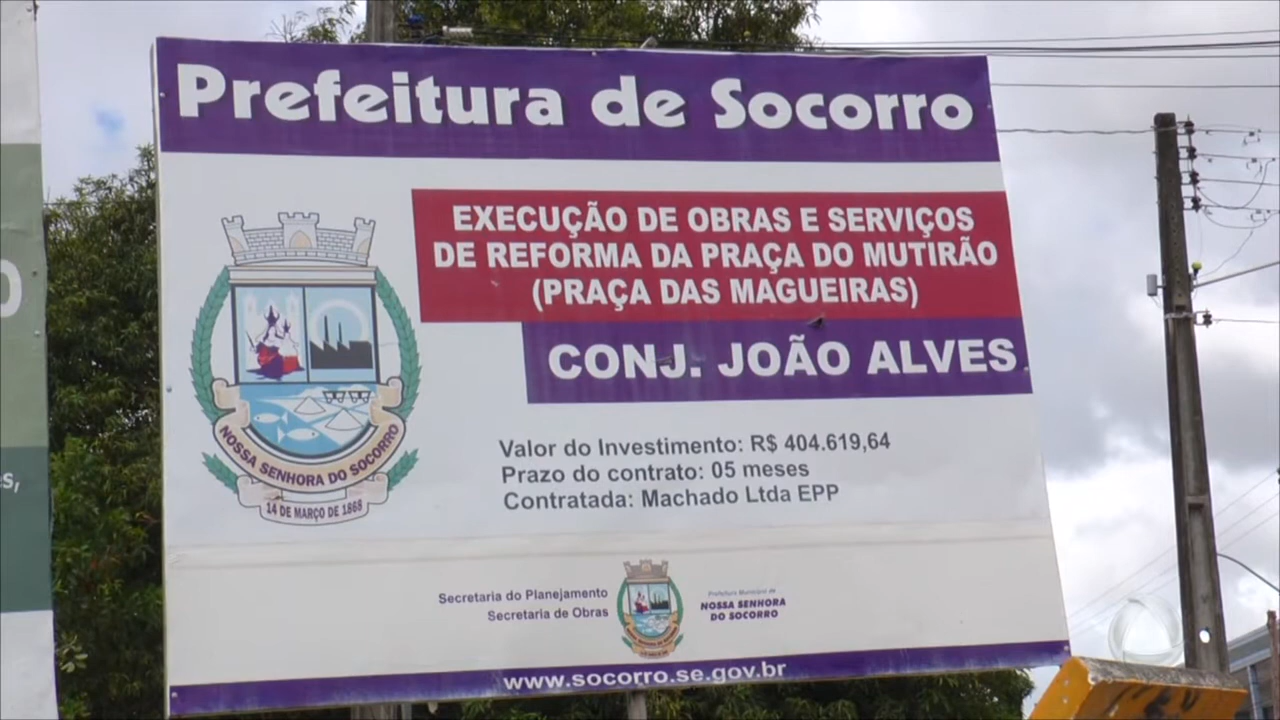 Prefeitura de Socorro
EXECUÇÃO DE OBRAS E SERVIÇOS
DE REFORMA DA PRAÇA DO MUTIRÃO
(PRAÇA DAS MAGUEIRAS)
CONJ. JOÃO ALVES
NOSSA SENHORA DO SOCORRO
14 DE MARÇO DE 1868
Valor do Investimento: R$ 404.619,64
Prazo do contrato: 05 meses
Contratada: Machado Ltda EPP
Secretaria do Planejamento
Secretaria de Obras
Prefeitura Municipal de
NOSSA SENHORA
DO SOCORRO
www.socorro.se.gov.br